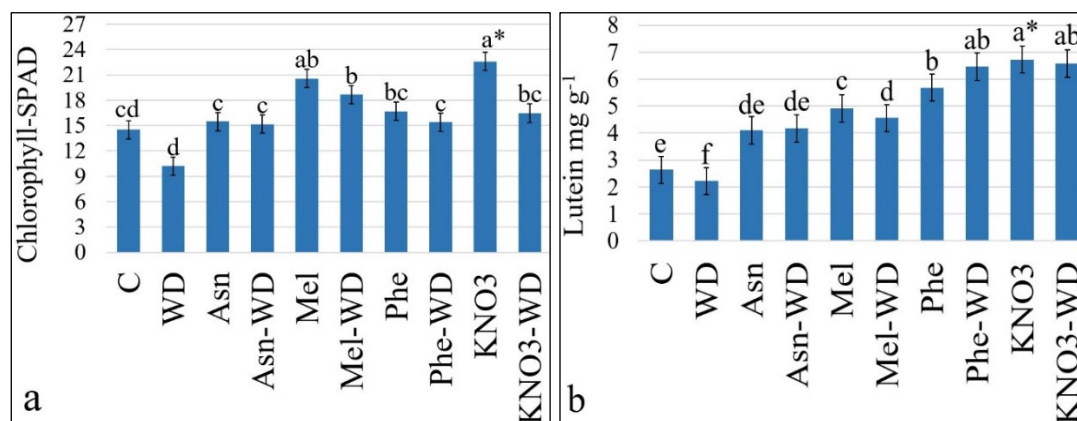 Chlorophyll-SPAD
27
24
21
18
15
12
9
6
3
0
cd
d
c
c
ab
b
bc
c
a*
bc
C
WD
Asn
Asn-WD
Mel
Mel-WD
Phe
Phe-WD
KNO3
KNO3-WD
a
Lutein mg g-1
8
7
6
5
4
3
2
1
0
e
f
de
de
c
d
b
ab
a*
ab
C
WD
Asn
Asn-WD
Mel
Mel-WD
Phe
Phe-WD
KNO3
KNO3-WD
b